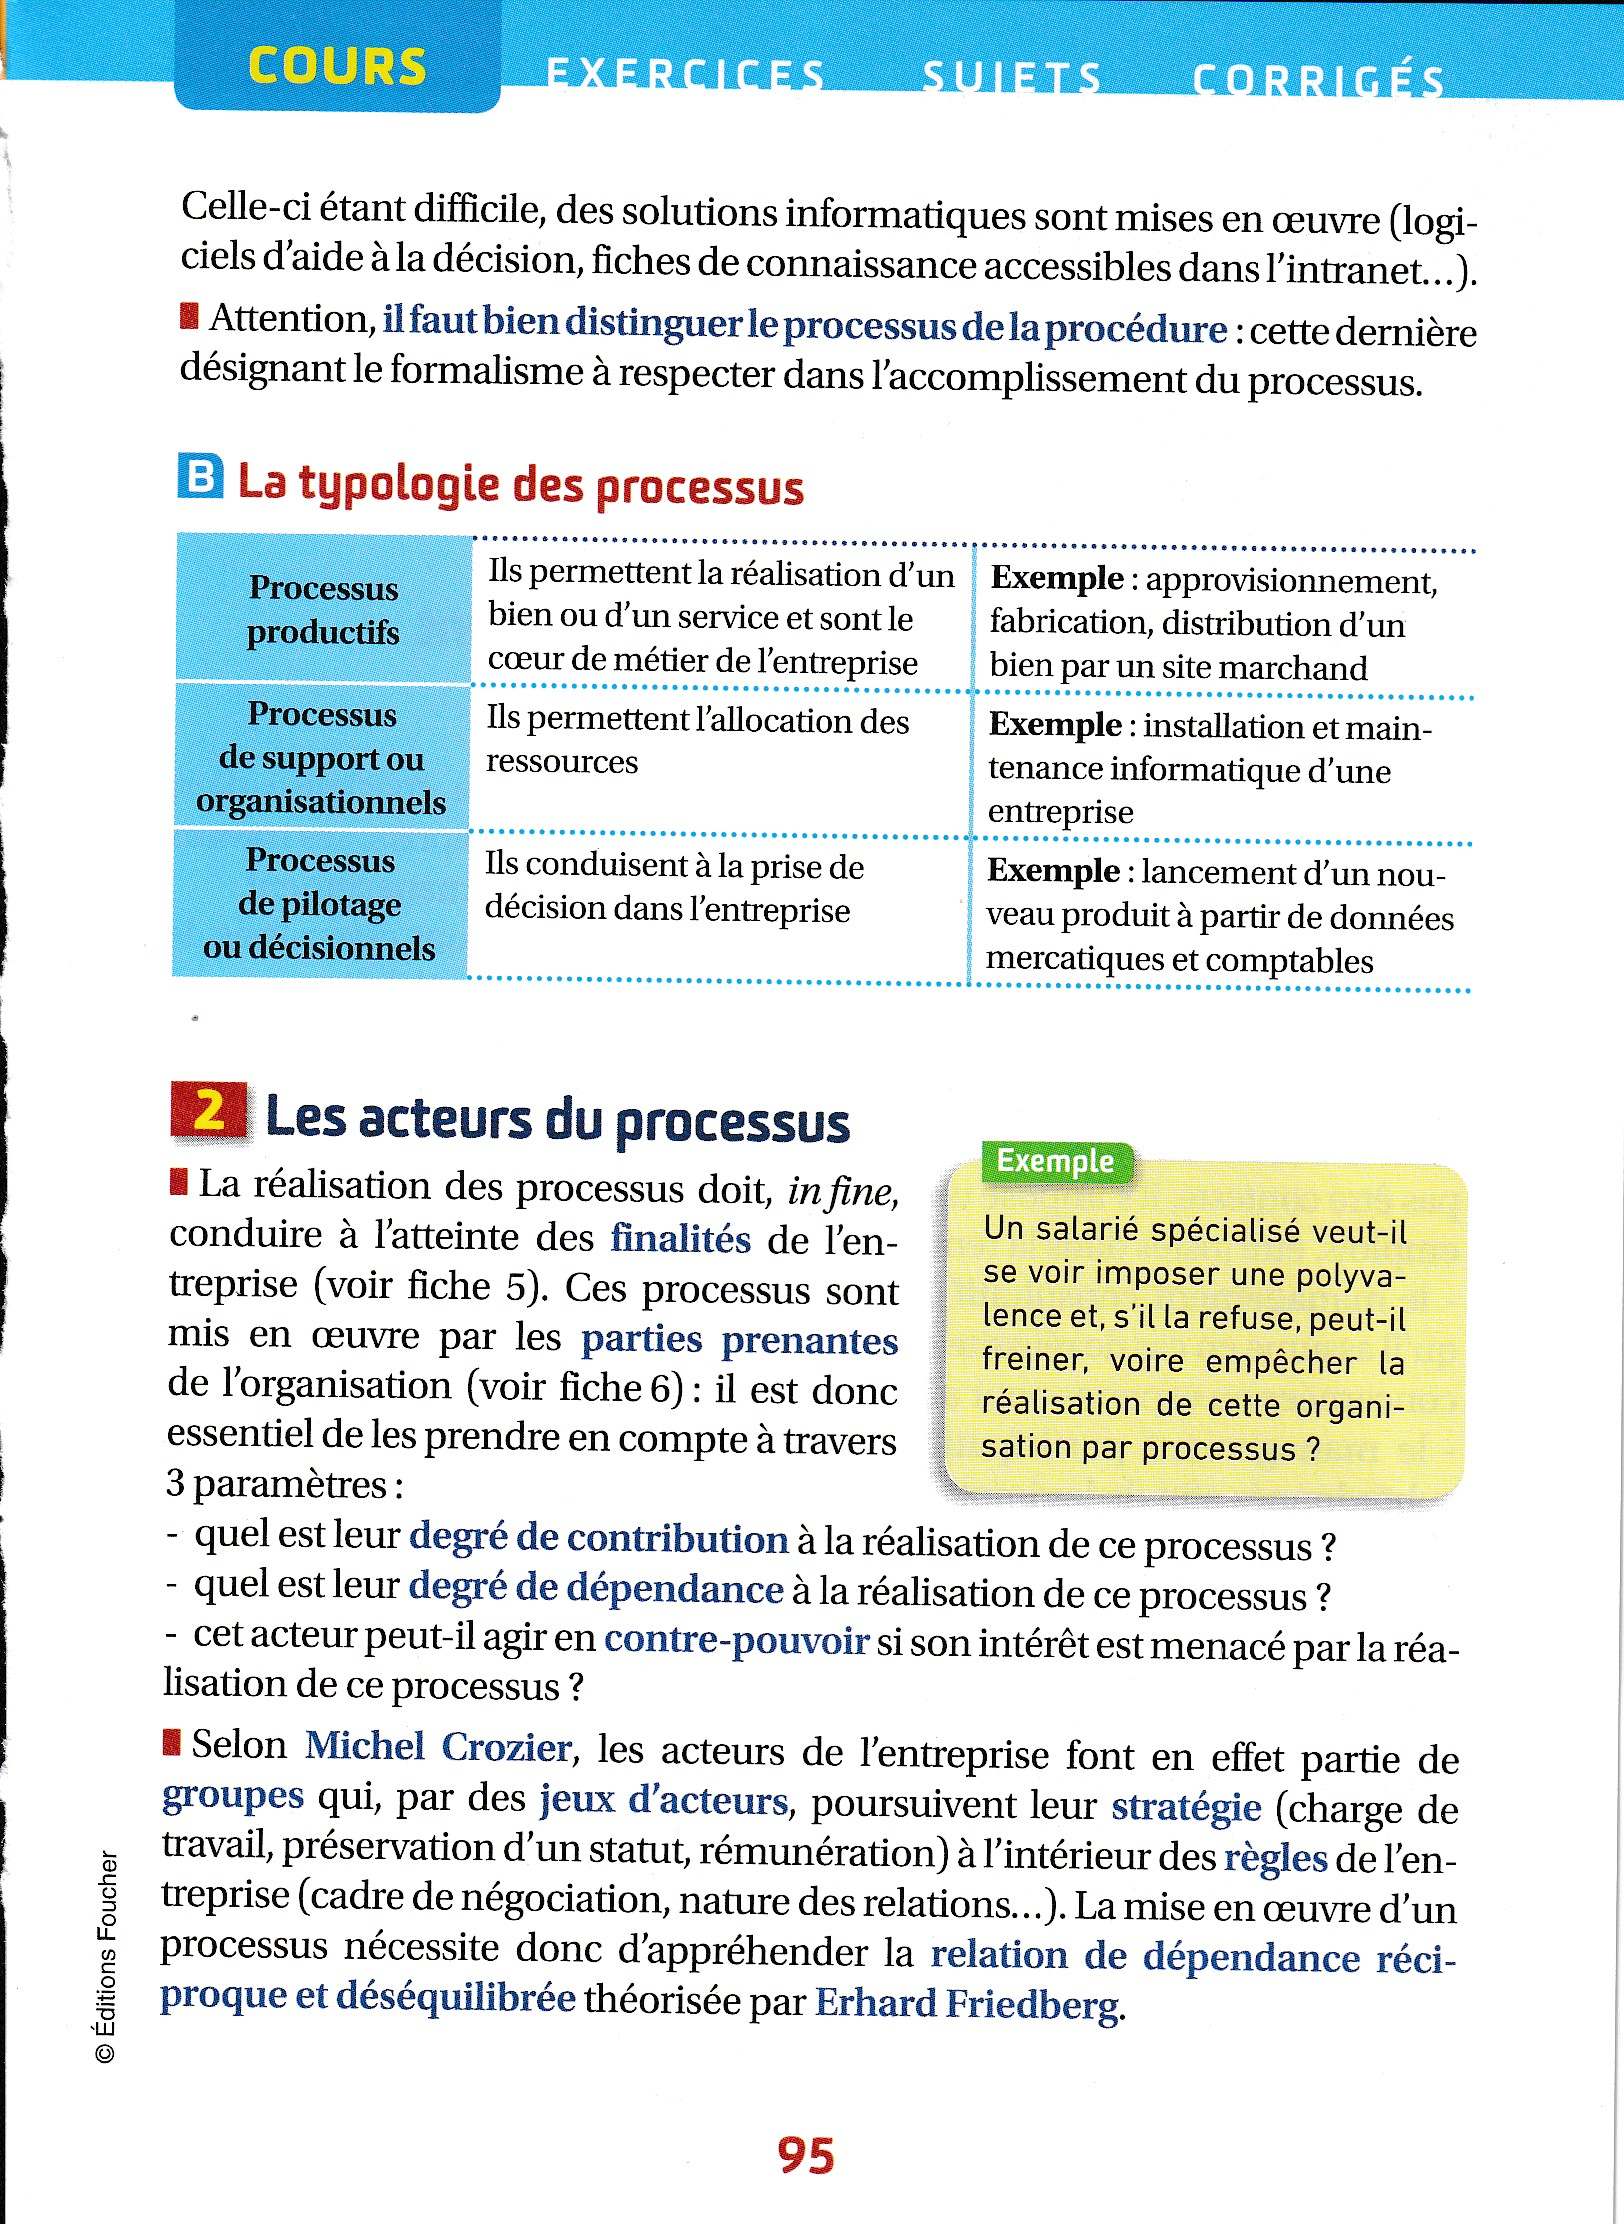 COURS EXERCICES SUJETS CORRIGÉS
Celle-ci étant difficile, des solutions informatiques sont mises en œuvre (logi-
ciels d'aide à la décision, fiches de connaissance accessibles dans l'intranet...).
Attention, il faut bien distinguer le processus de la procédure : cette dernière
désignant le formalisme à respecter dans l'accomplissement du processus.
B La typologie des processus
Processus
productifs
Ils permettent la réalisation d'un
bien ou d'un service et sont le
cœur de métier de l'entreprise
Exemple : approvisionnement,
fabrication, distribution d'un
bien par un site marchand
Processus
de support ou
organisationnels
Ils permettent l'allocation des
ressources
Exemple : installation et main-
tenance informatique d'une
entreprise
Processus
de pilotage
ou décisionnels
Ils conduisent à la prise de
décision dans l'entreprise
Exemple : lancement d'un nou-
veau produit à partir de données
mercatiques et comptables
2 Les acteurs du processus
La réalisation des processus doit, in fine,
conduire à l'atteinte des finalités de l'en-
treprise (voir fiche 5). Ces processus sont
mis en œuvre par les parties prenantes
de l'organisation (voir fiche 6) : il est donc
essentiel de les prendre en compte à travers
3 paramètres :
Exemple
Un salarié spécialisé veut-il
se voir imposer une polyva-
lence et, s'il la refuse, peut-il
freiner, voire empêcher la
réalisation de cette organi-
sation par processus ?
- quel est leur degré de contribution à la réalisation de ce processus ?
- quel est leur degré de dépendance à la réalisation de ce processus ?
- cet acteur peut-il agir en contre-pouvoir si son intérêt est menacé par la réa-
lisation de ce processus ?
Selon Michel Crozier, les acteurs de l'entreprise font en effet partie de
groupes qui, par des jeux d'acteurs, poursuivent leur stratégie (charge de
travail, préservation d'un statut, rémunération) à l'intérieur des règles de l'en-
treprise (cadre de négociation, nature des relations...). La mise en œuvre d'un
processus nécessite donc d'appréhender la relation de dépendance réci-
proque et déséquilibrée théorisée par Erhard Friedberg.
© Éditions Foucher
95